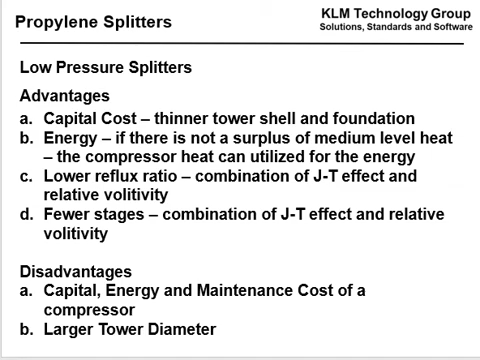 Propylene Splitters
KLM Technology Group
Solutions, Standards and Software
Low Pressure Splitters
Advantages
a. Capital Cost – thinner tower shell and foundation
b. Energy – if there is not a surplus of medium level heat
– the compressor heat can utilized for the energy
c. Lower reflux ratio – combination of J-T effect and
relative volitivity
d. Fewer stages – combination of J-T effect and relative
volitivity
Disadvantages
a. Capital, Energy and Maintenance Cost of a
compressor
b. Larger Tower Diameter